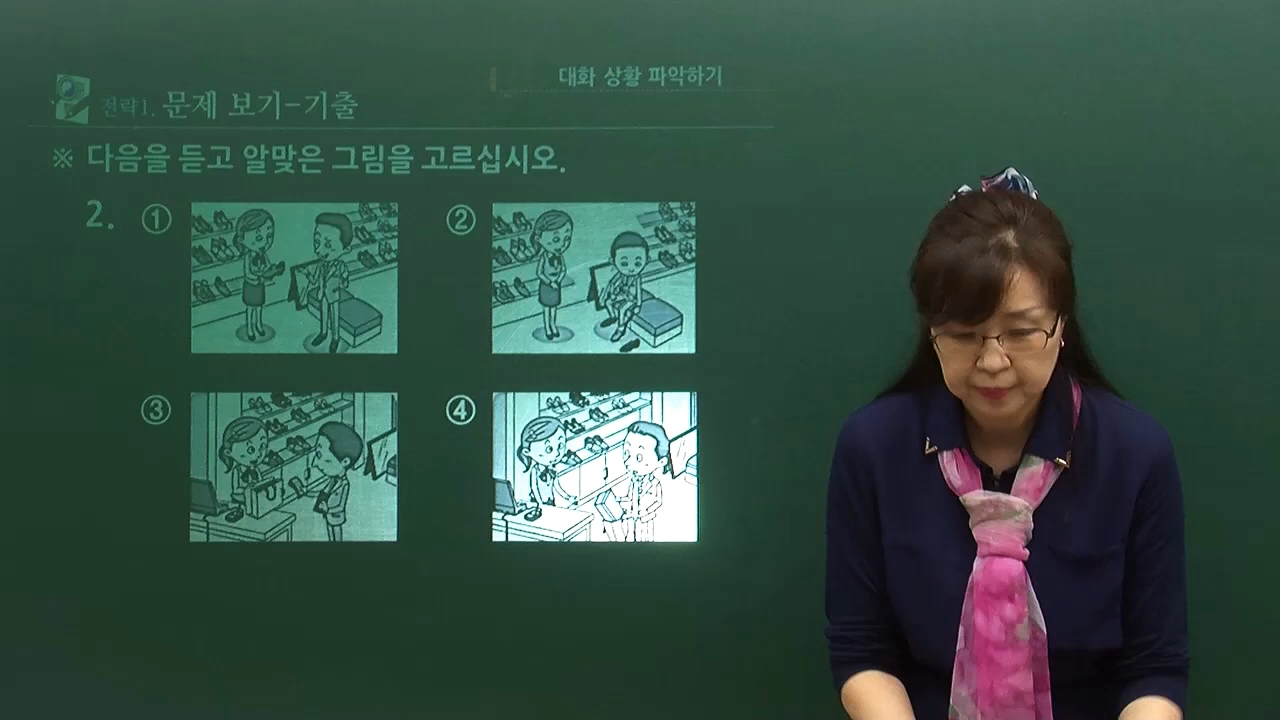 대화 상황 파악하기
전략1. 문제 보기-기출
※ 다음을 듣고 알맞은 그림을 고르십시오.
2. ① ②
③ ④